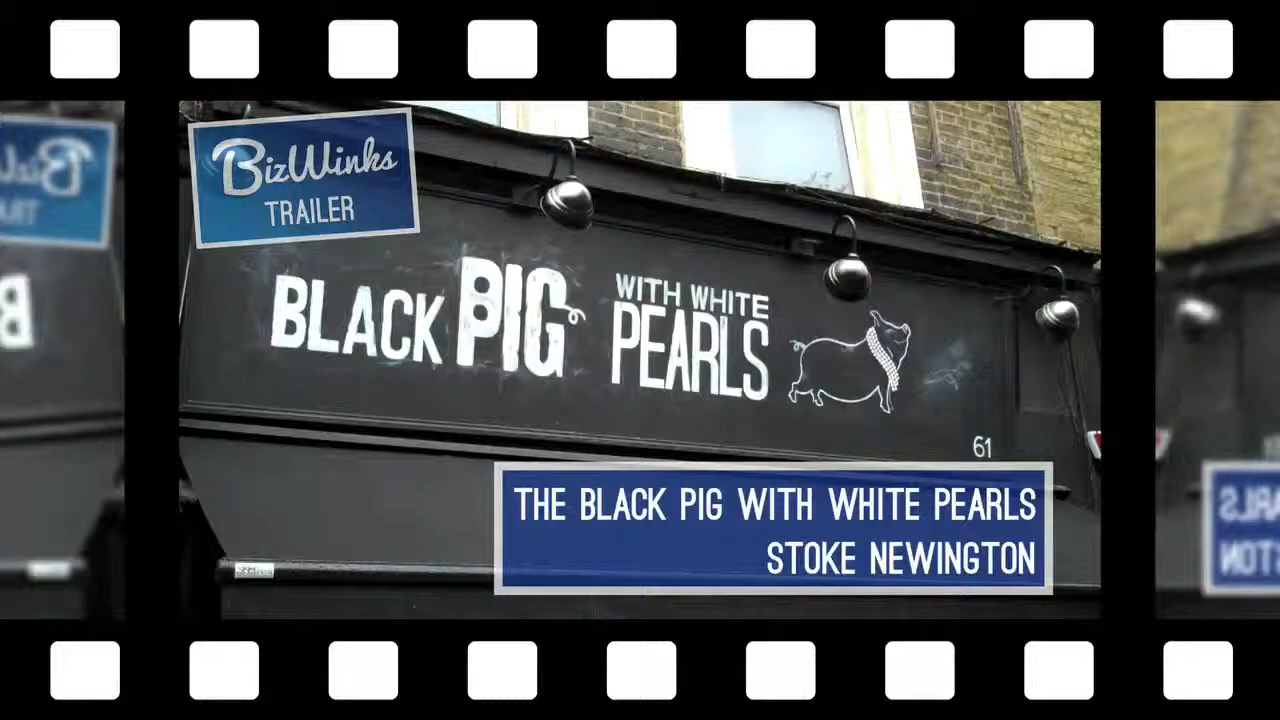 BizWinks
TRAILER
BLACK PIG WITH WHITE
PEARLS
61
THE BLACK PIG WITH WHITE PEARLS
STOKE NEWINGTON